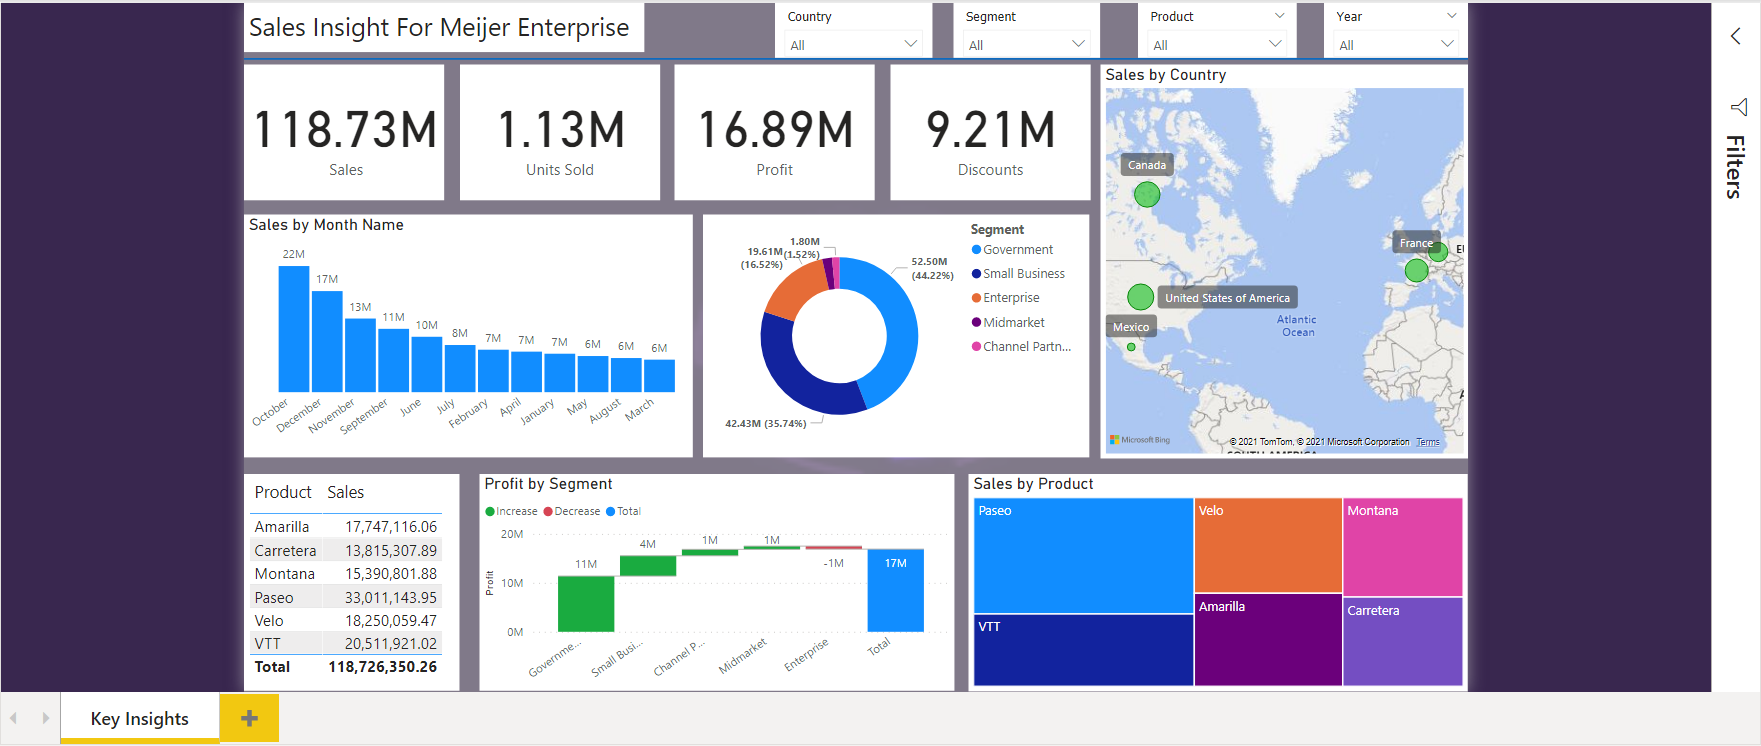 Sales Insight For Meijer Enterprise
Country
All
Segment
All
Product
All
Year
All
Filters
118.73M
Sales
1.13M
Units Sold
16.89M
Profit
9.21M
Discounts
Sales by Country
Canada
France
United States of America
Mexico
Atlantic
Ocean
Microsoft Bing
© 2021 TomTom, © 2021 Microsoft Corporation Terms
Sales by Month Name
22M
17M
13M
11M
10M
8M
7M
7M
7M
6M
6M
6M
October
December
November
September
June
July
February
April
January
May
August
March
1.80M
(1.52%)
19.61M
(16.52%)
52.50M
(44.22%)
42.43M (35.74%)
Segment
Government
Small Business
Enterprise
Midmarket
Channel Partn...
Product Sales
Amarilla 17,747,116.06
Carretera 13,815,307.89
Montana 15,390,801.88
Paseo 33,011,143.95
Velo 18,250,059.47
VTT 20,511,921.02
Total 118,726,350.26
Profit by Segment
Increase Decrease Total
Profit
20M
10M
0M
11M
4M
1M
1M
-1M
17M
Governme...
Small Busi...
Channel P...
Midmarket
Enterprise
Total
Sales by Product
Paseo
VTT
Velo
Amarilla
Montana
Carretera
Key Insights